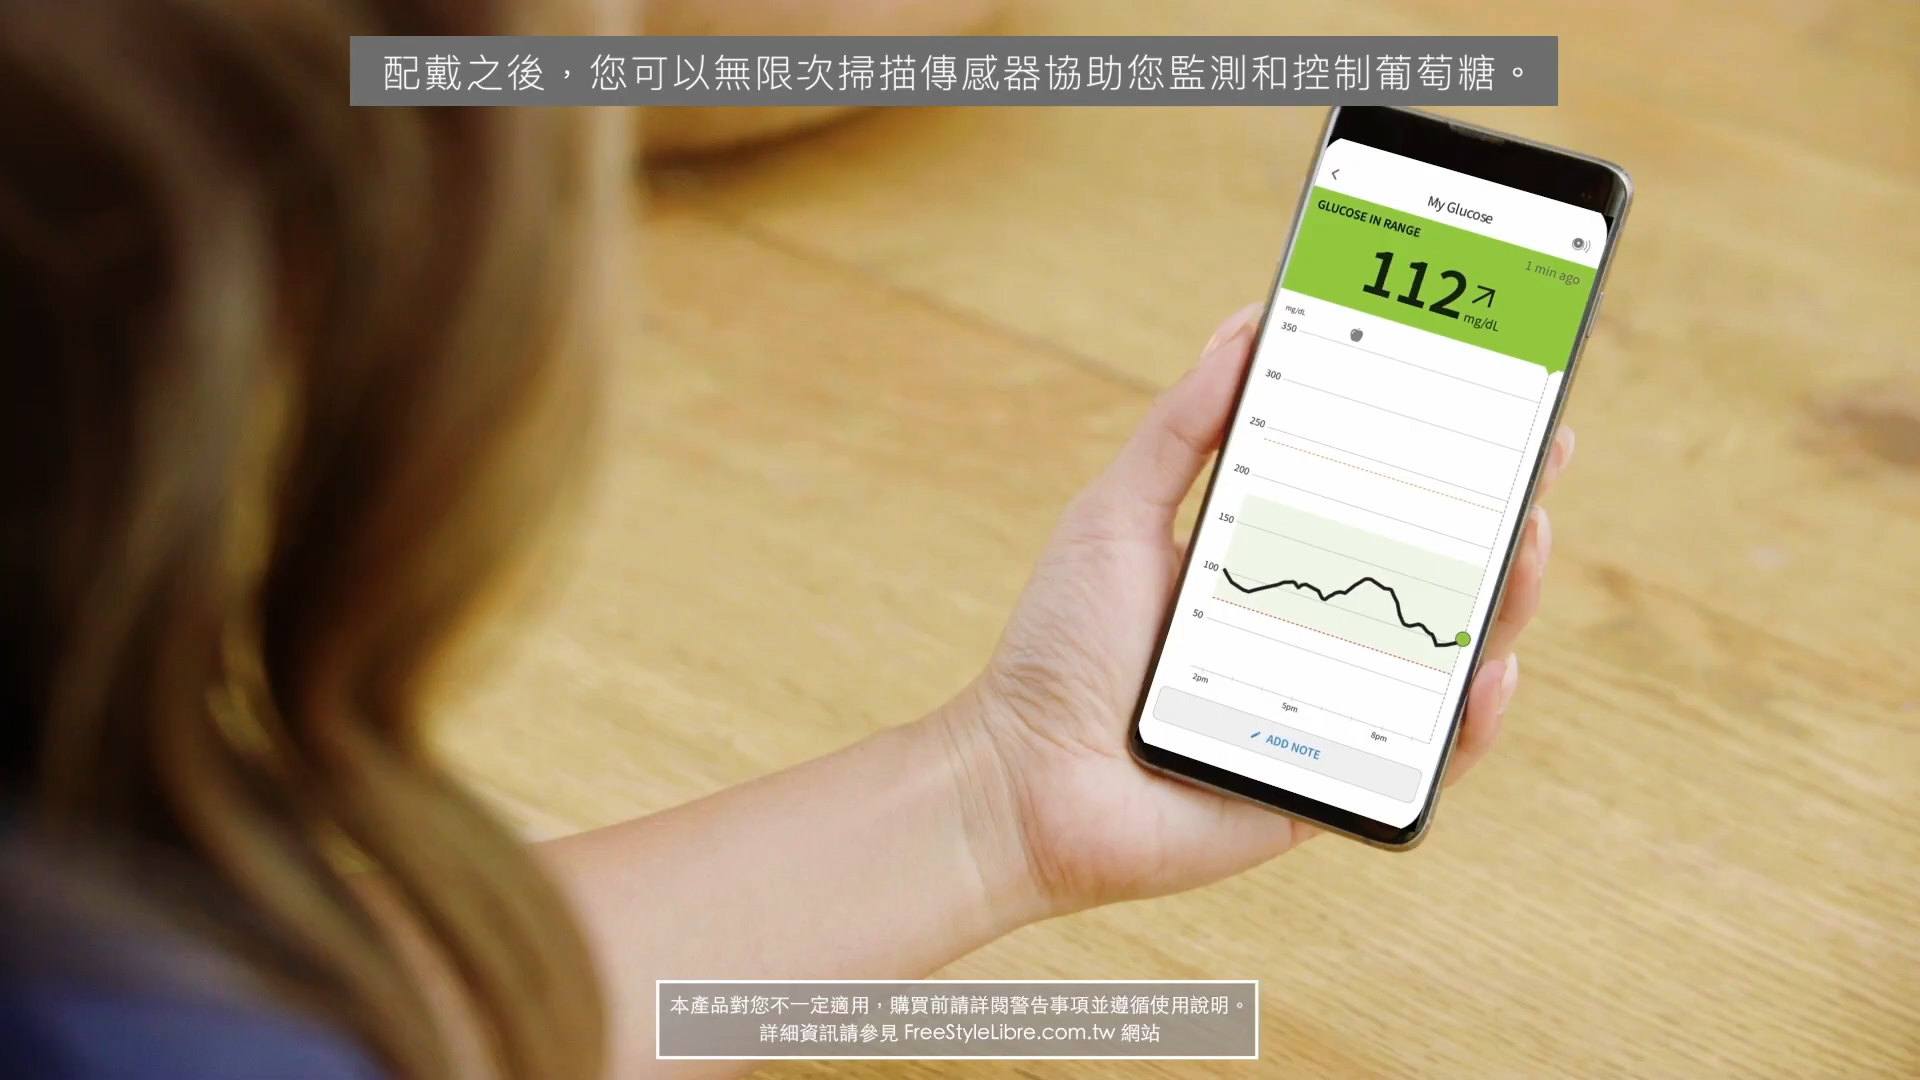 配戴之後，您可以無限次掃描傳感器協助您監測和控制葡萄糖。
My Glucose
GLUCOSE IN RANGE
1 min ago
112
mg/dL
mg/dL
350
300
250
200
150
100
50
2pm
5pm
8pm
ADD NOTE
本產品對您不一定適用，購買前請詳閱警告事項並遵循使用說明。
詳細資訊請參見 FreeStyleLibre.com.tw 網站